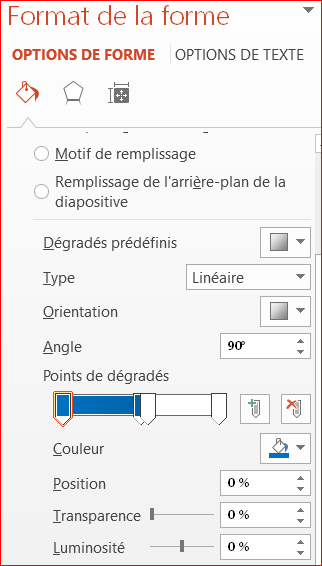 Format de la forme
OPTIONS DE FORME OPTIONS DE TEXTE
Motif de remplissage
Remplissage de l'arrière-plan de la
diapositive
Dégradés prédéfinis
Type Linéaire
Orientation
Angle 90°
Points de dégradés
Couleur
Position 0 %
Transparence 0 %
Luminosité 0 %